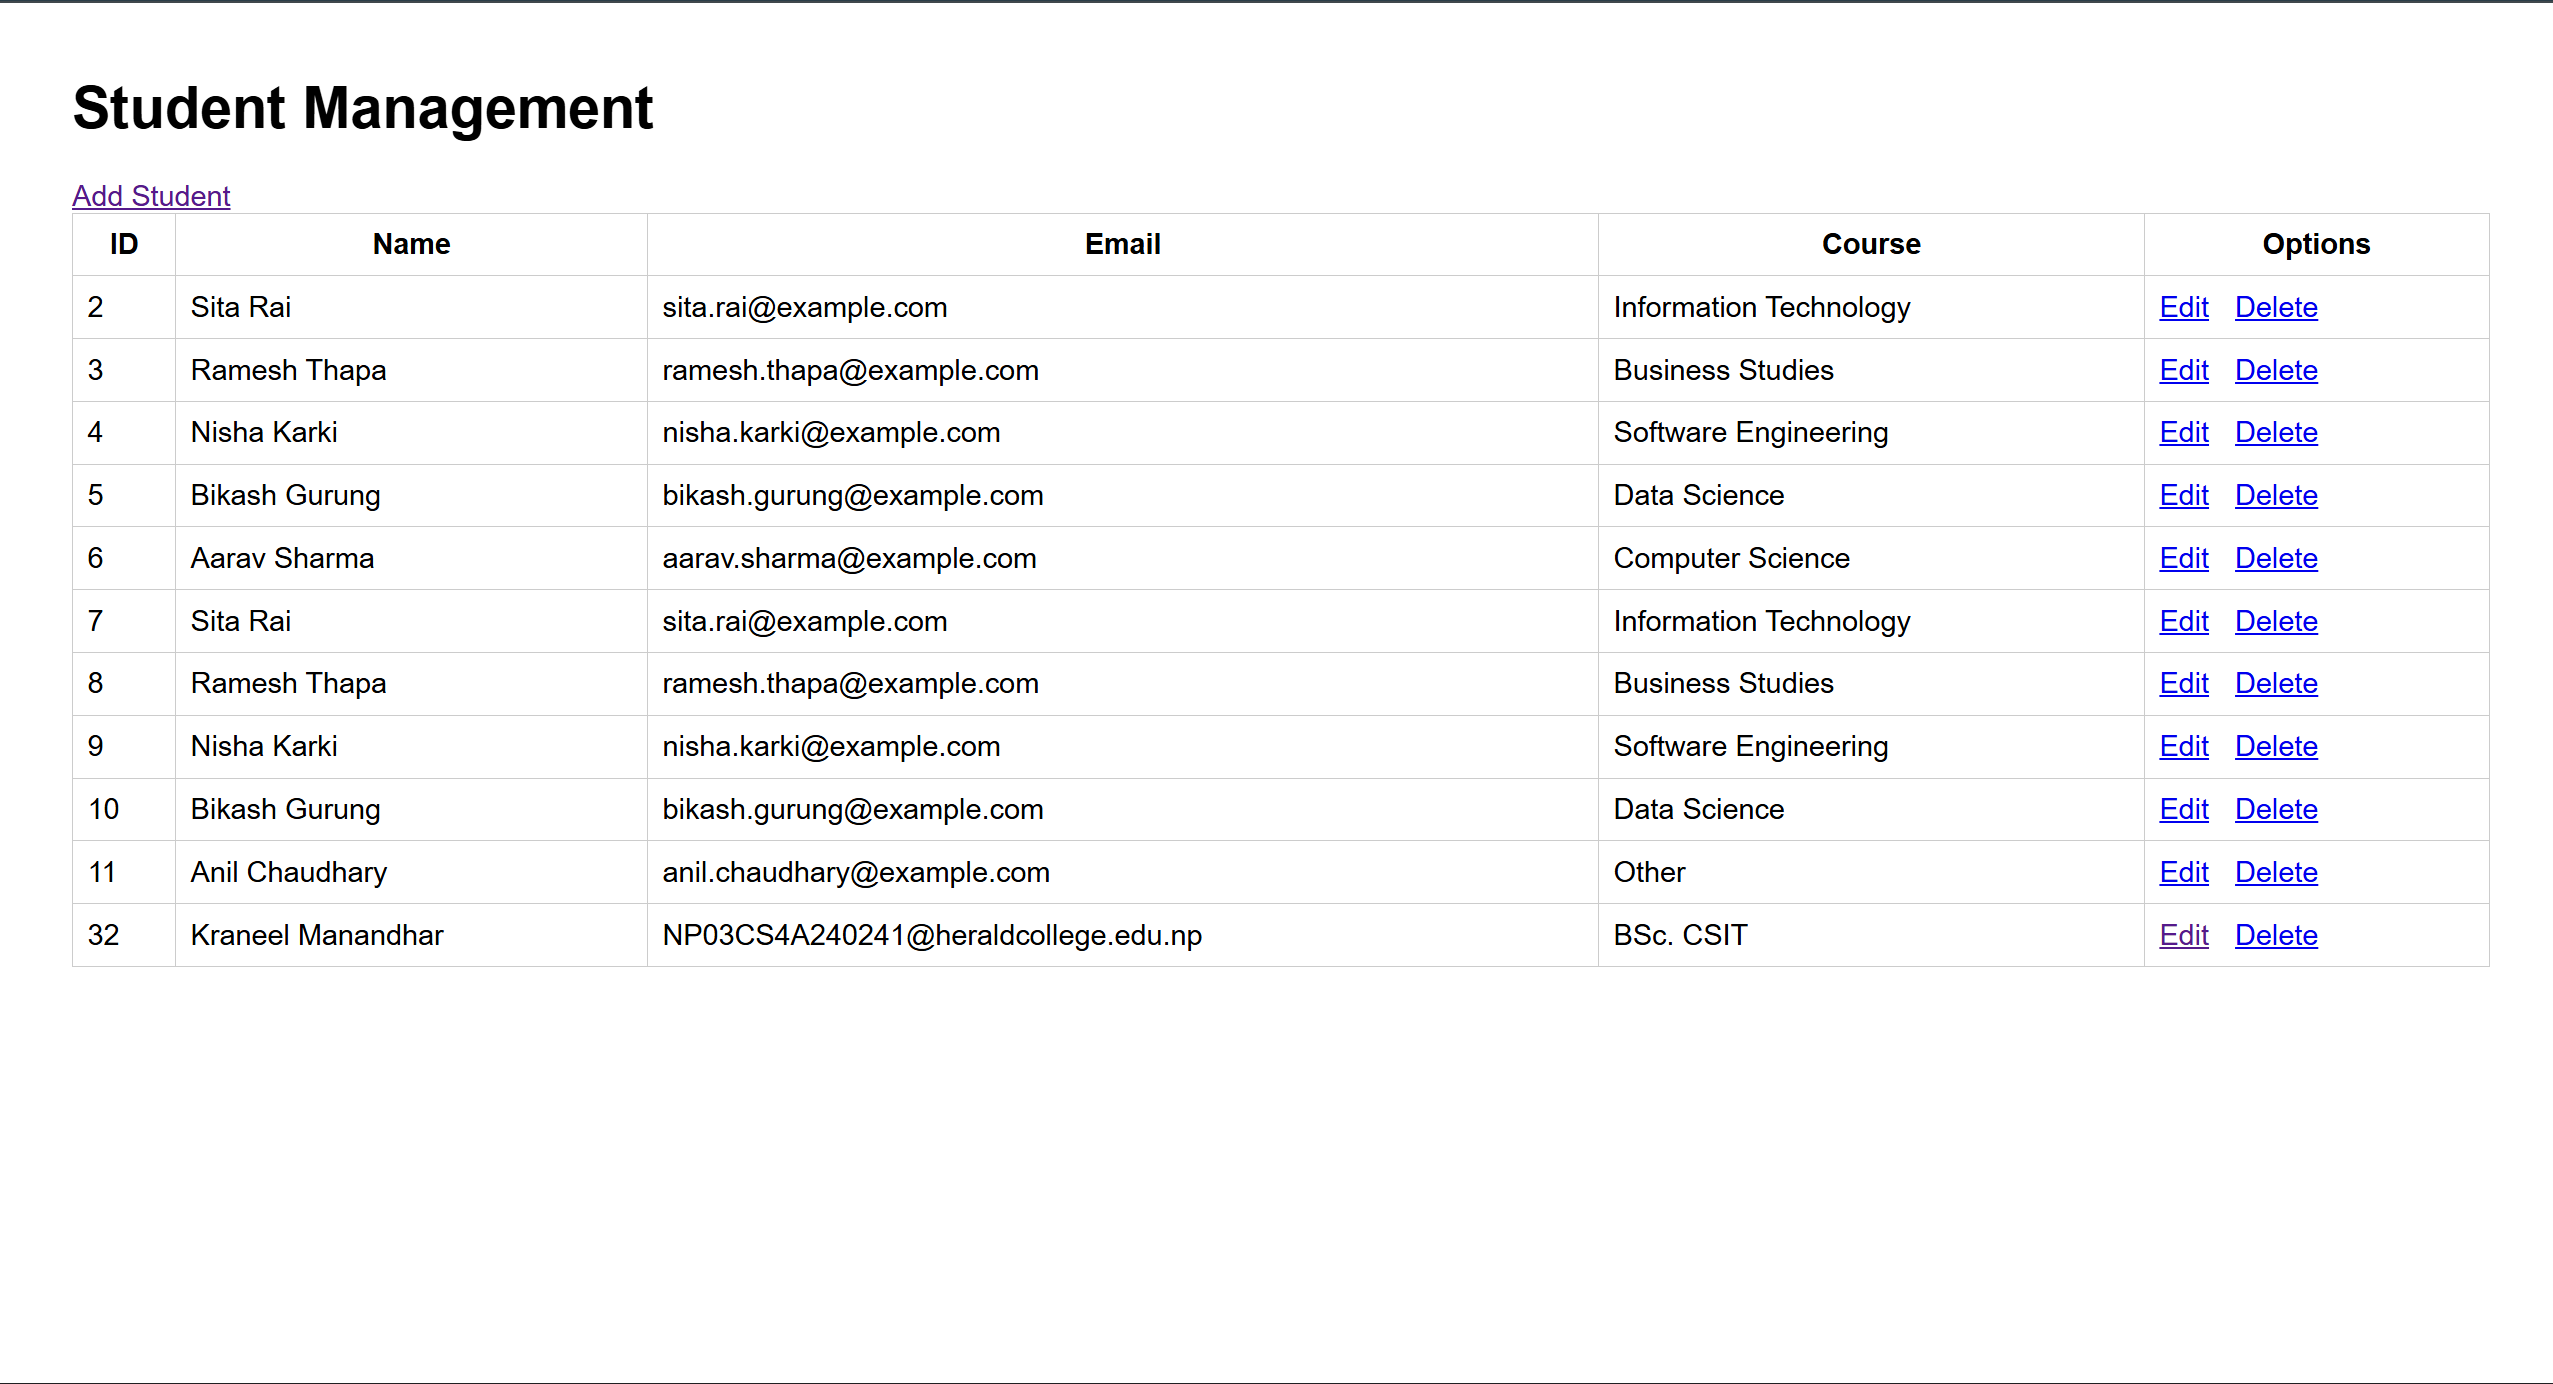 Student Management
Add Student
ID Name Email Course Options
2 Sita Rai sita.rai@example.com Information Technology Edit Delete
3 Ramesh Thapa ramesh.thapa@example.com Business Studies Edit Delete
4 Nisha Karki nisha.karki@example.com Software Engineering Edit Delete
5 Bikash Gurung bikash.gurung@example.com Data Science Edit Delete
6 Aarav Sharma aarav.sharma@example.com Computer Science Edit Delete
7 Sita Rai sita.rai@example.com Information Technology Edit Delete
8 Ramesh Thapa ramesh.thapa@example.com Business Studies Edit Delete
9 Nisha Karki nisha.karki@example.com Software Engineering Edit Delete
10 Bikash Gurung bikash.gurung@example.com Data Science Edit Delete
11 Anil Chaudhary anil.chaudhary@example.com Other Edit Delete
32 Kraneel Manandhar NP03CS4A240241@heraldcollege.edu.np BSc. CSIT Edit Delete